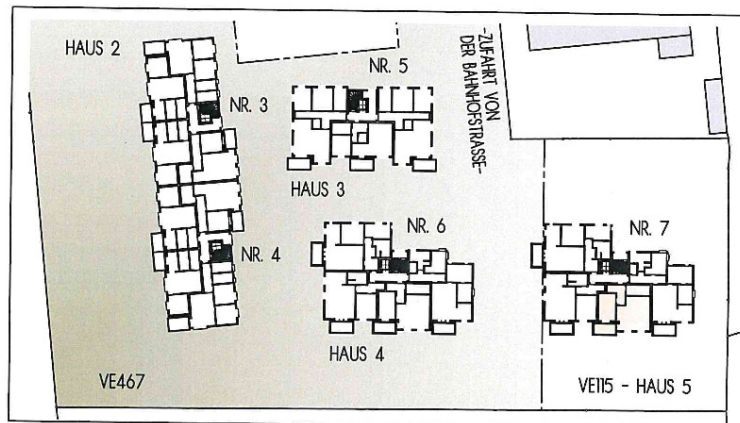 HAUS 2
NR. 5
-ZUFAHRT VON
DER BAHNHOFSTRASSE-
NR. 3
HAUS 3
NR. 6
NR. 7
NR. 4
HAUS 4
VE467
VE115 - HAUS 5